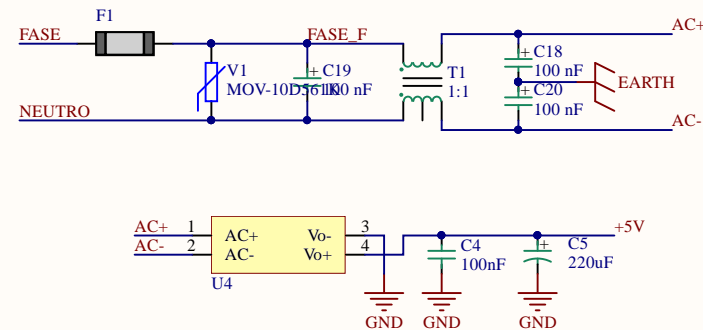 F1
FASE
FASE_F
AC+
V1
MOV-10D561K
+ C19
100 nF
T1
1:1
+ C18
100 nF
+ C20
100 nF
EARTH
NEUTRO
AC-
AC+ 1
AC- 2
AC+ Vo-
AC- Vo+
3
4
U4
+5V
C4
100nF
+ C5
220uF
GND
GND
GND